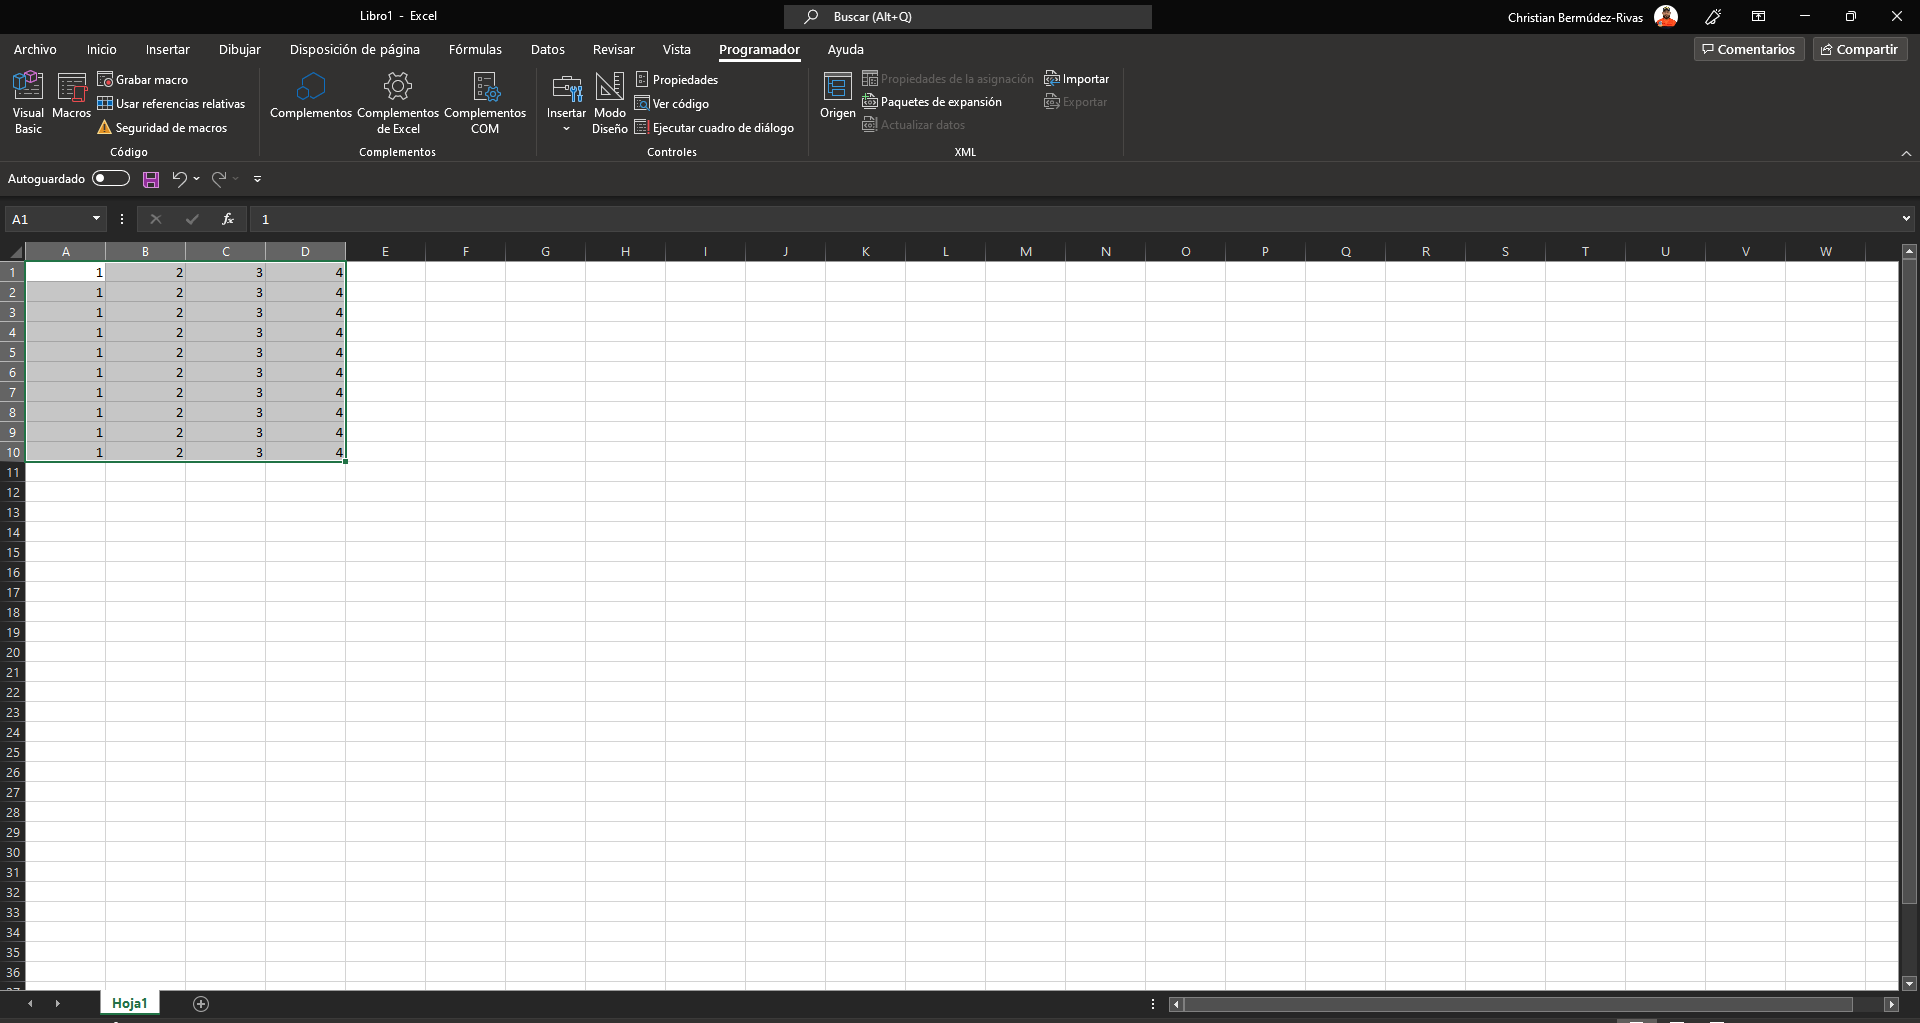 Libro1 - Excel
Buscar (Alt+Q)
Christian Bermúdez-Rivas
Archivo Inicio Insertar Dibujar Disposición de página Fórmulas Datos Revisar Vista Programador Ayuda
Comentarios Compartir
Visual Basic
Macros
Grabar macro
Usar referencias relativas
Seguridad de macros
Código
Complementos
Complementos de Excel
Complementos COM
Complementos
Insertar
Modo Diseño
Propiedades
Ver código
Ejecutar cuadro de diálogo
Controles
Origen
Propiedades de la asignación
Paquetes de expansión
Actualizar datos
Importar
Exportar
XML
Autoguardado
A1 fx 1
A B C D E F G H I J K L M N O P Q R S T U V W
1 1 2 3 4
2 1 2 3 4
3 1 2 3 4
4 1 2 3 4
5 1 2 3 4
6 1 2 3 4
7 1 2 3 4
8 1 2 3 4
9 1 2 3 4
10 1 2 3 4
11
12
13
14
15
16
17
18
19
20
21
22
23
24
25
26
27
28
29
30
31
32
33
34
35
36
Hoja1